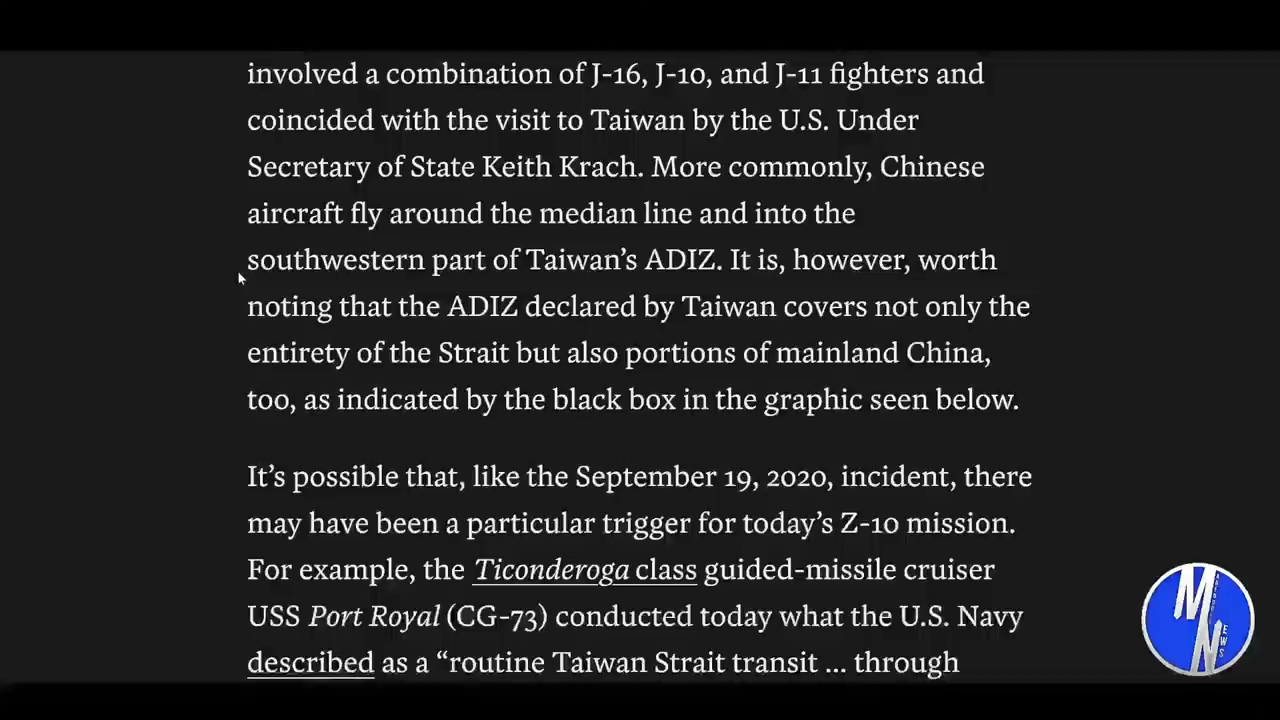 involved a combination of J-16, J-10, and J-11 fighters and
coincided with the visit to Taiwan by the U.S. Under
Secretary of State Keith Krach. More commonly, Chinese
aircraft fly around the median line and into the
southwestern part of Taiwan’s ADIZ. It is, however, worth
noting that the ADIZ declared by Taiwan covers not only the
entirety of the Strait but also portions of mainland China,
too, as indicated by the black box in the graphic seen below.
It’s possible that, like the September 19, 2020, incident, there
may have been a particular trigger for today’s Z-10 mission.
For example, the Ticonderoga class guided-missile cruiser
USS Port Royal (CG-73) conducted today what the U.S. Navy
described as a “routine Taiwan Strait transit ... through